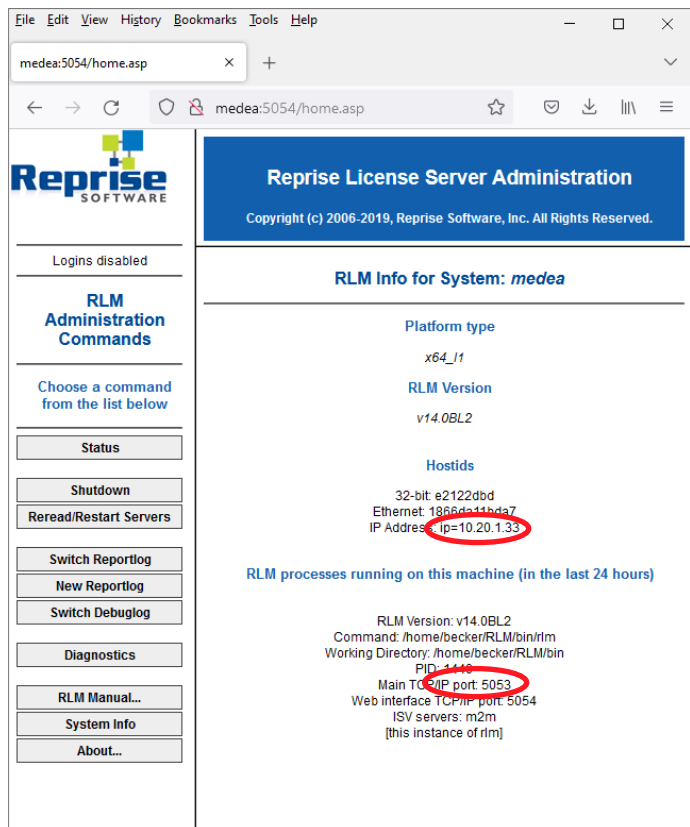 File Edit View History Bookmarks Tools Help
medea:5054/home.asp
medea:5054/home.asp
Reprise
SOFTWARE
Reprise License Server Administration
Copyright (c) 2006-2019, Reprise Software, Inc. All Rights Reserved.
Logins disabled
RLM
Administration
Commands
Choose a command
from the list below
Status
Shutdown
Reread/Restart Servers
Switch Reportlog
New Reportlog
Switch Debuglog
Diagnostics
RLM Manual...
System Info
About...
RLM Info for System: medea
Platform type
x64_l1
RLM Version
v14.0BL2
Hostids
32-bit: e2122dbd
Ethernet: 1866da11bda7
IP Address: ip=10.20.1.33
RLM processes running on this machine (in the last 24 hours)
RLM Version: v14.0BL2
Command: /home/becker/RLM/bin/rlm
Working Directory: /home/becker/RLM/bin
PID:
Main TCP/IP port: 5053
Web interface TCP/IP port: 5054
ISV servers: m2m
[this instance of rlm]